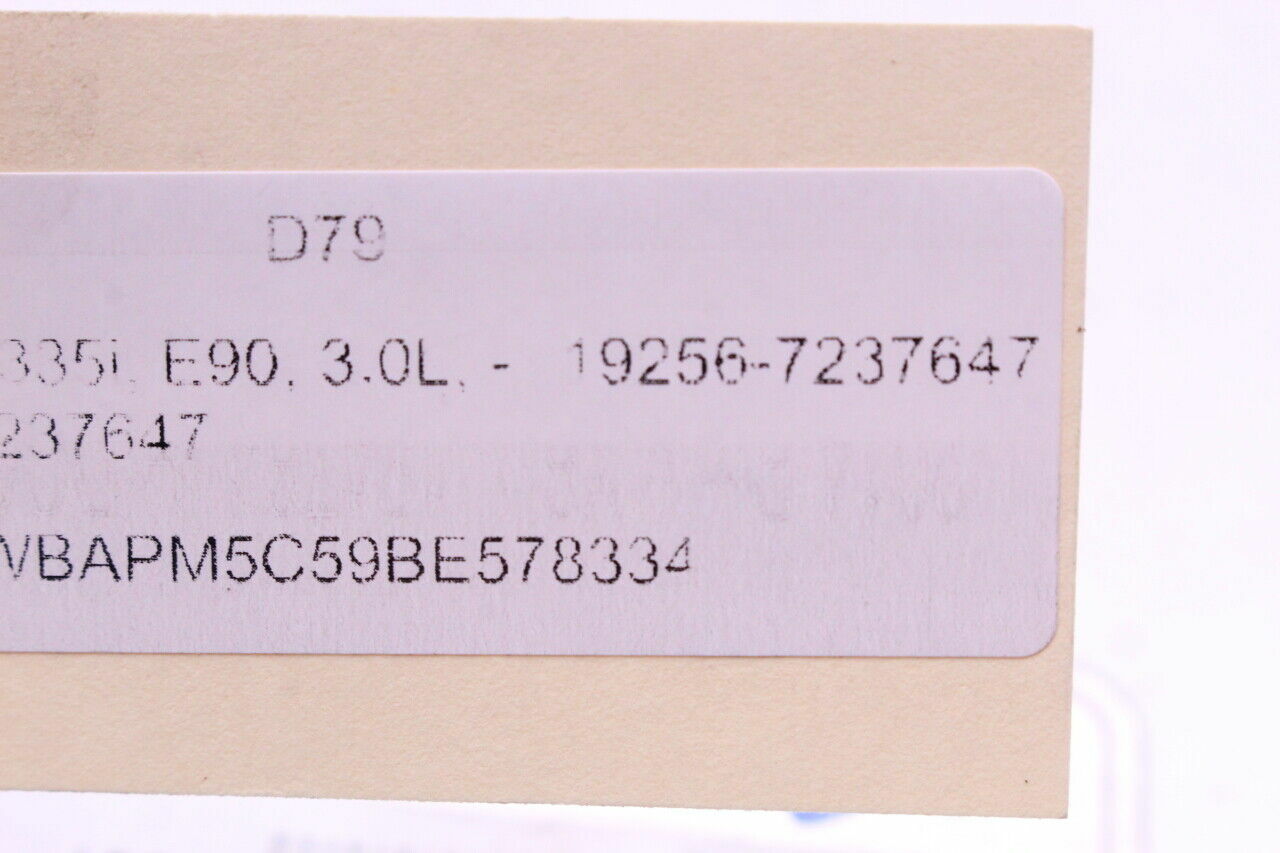 D79
335i, E90, 3.0L, - 19256-7237647
237647
WBAPM5C59BE578334